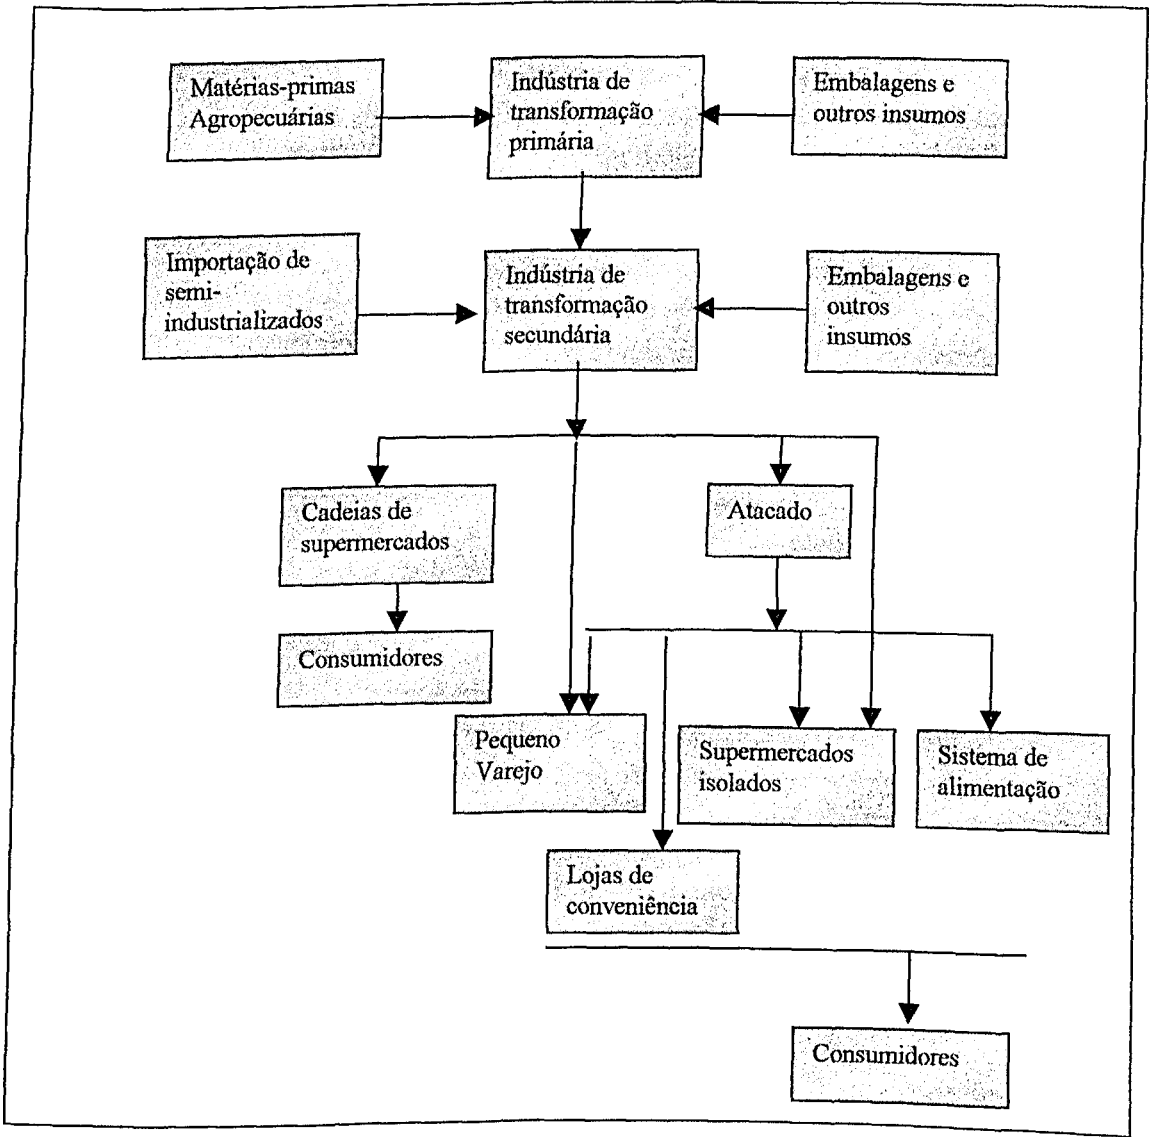 Matérias-primas
Agropecuárias
Indústria de
transformação
primária
Embalagens e
outros insumos
Importação de
semi-
industrializados
Indústria de
transformação
secundária
Embalagens e
outros
insumos
Cadeias de
supermercados
Atacado
Consumidores
Pequeno
Varejo
Supermercados
isolados
Sistema de
alimentação
Lojas de
conveniência
Consumidores